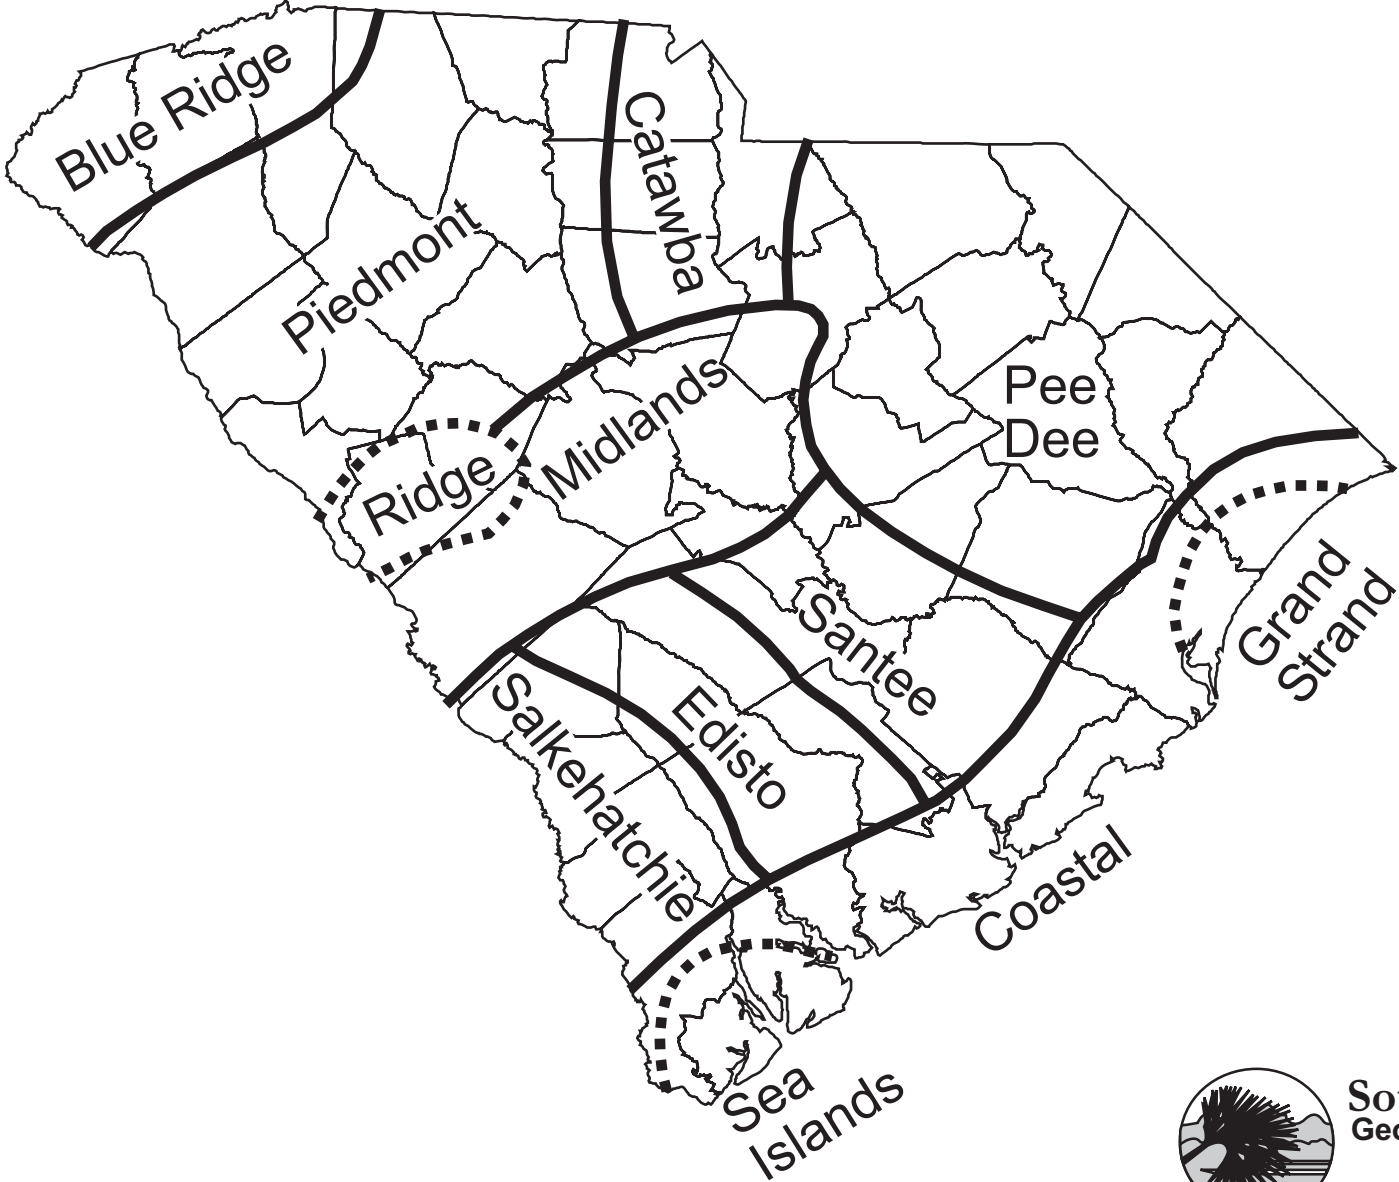 Blue Ridge
Catawba
Piedmont
Pee
Dee
Midlands
Ridge
Grand
Strand
Santee
Edisto
Salkehatchie
Coastal
Sea
Islands